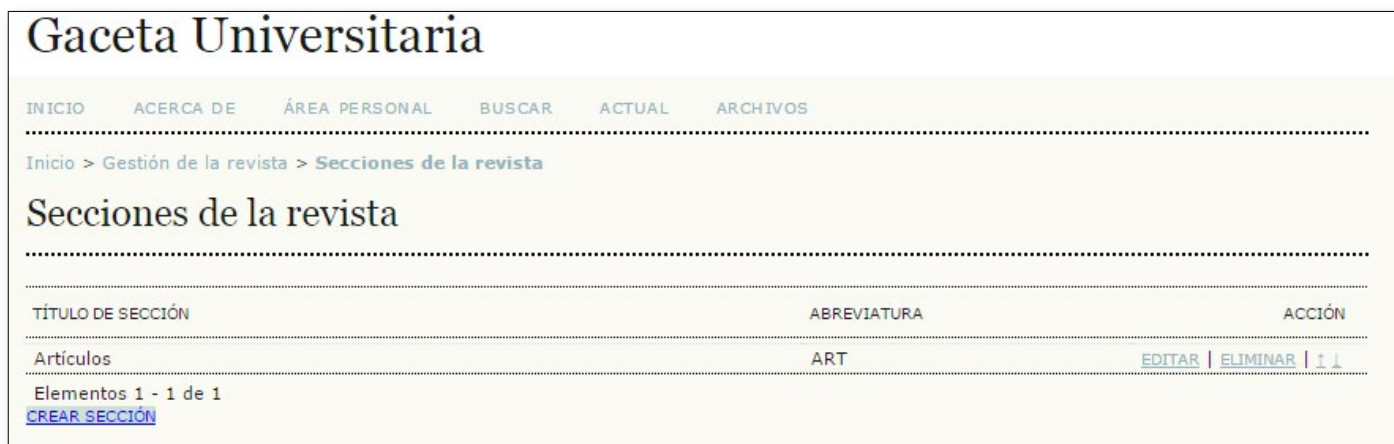 Gaceta Universitaria
INICIO ACERCA DE ÁREA PERSONAL BUSCAR ACTUAL ARCHIVOS
Inicio > Gestión de la revista > Secciones de la revista
Secciones de la revista
TÍTULO DE SECCIÓN ABREVIATURA ACCIÓN
Artículos ART EDITAR | ELIMINAR | ↑ ↓
Elementos 1 - 1 de 1
CREAR SECCIÓN